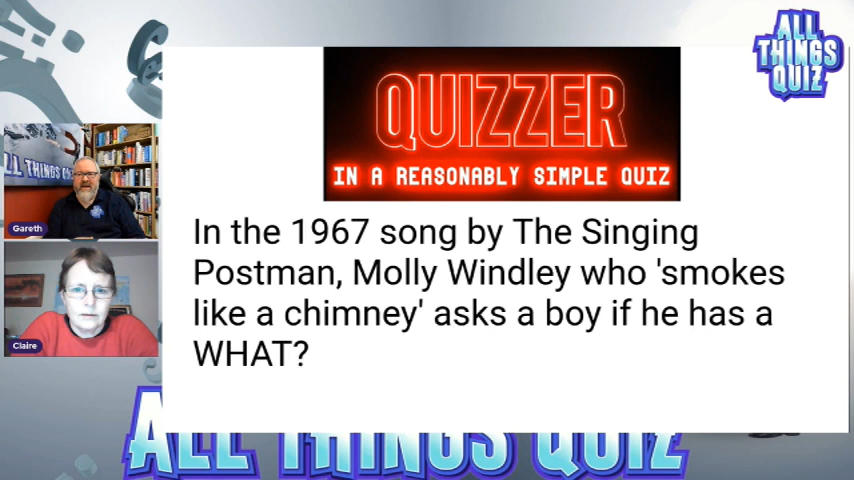 ALL
THINGS
QUIZ
QUIZZER
IN A REASONABLY SIMPLE QUIZ
In the 1967 song by The Singing
Postman, Molly Windley who 'smokes
like a chimney' asks a boy if he has a
WHAT?
Gareth
Claire
ALL THINGS QUIZ